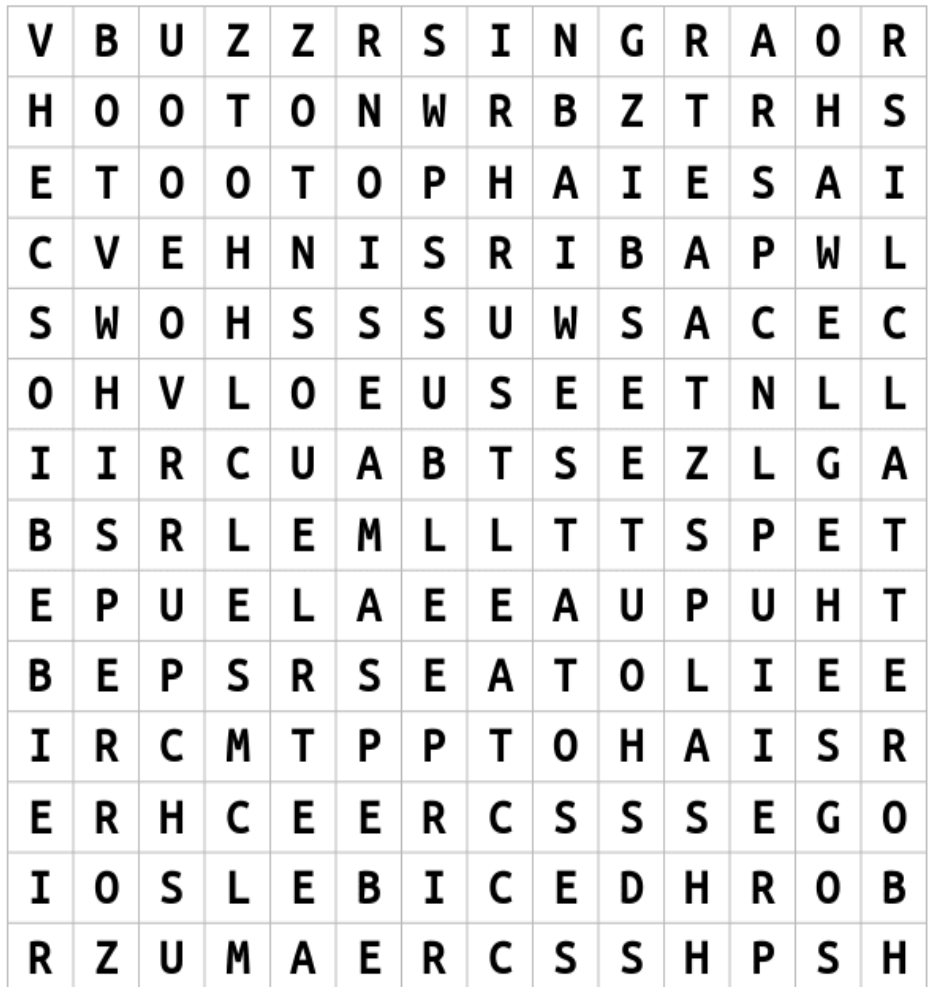 V B U Z Z R S I N G R A O R
H O O T O N W R B Z T R H S
E T O O T O P H A I E S A I
C V E H N I S R I B A P W L
S W O H S S S U W S A C E C
O H V L O E U S E E T N L L
I I R C U A B T S E Z L G A
B S R L E M L L T T S P E T
E P U E L A E E A U P U H T
B E P S R S E A T O L I E E
I R C M T P P T O H A I S R
E R H C E E R C S S S E G O
I O S L E B I C E D H R O B
R Z U M A E R C S S H P S H